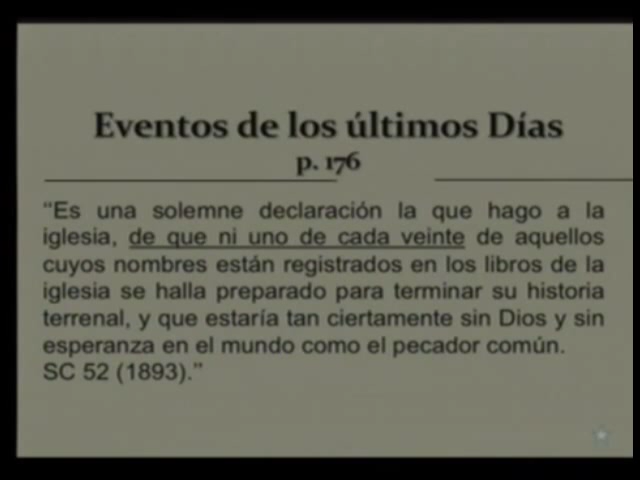 Eventos de los últimos Días
p. 176
“Es una solemne declaración la que hago a la
iglesia, de que ni uno de cada veinte de aquellos
cuyos nombres están registrados en los libros de la
iglesia se halla preparado para terminar su historia
terrenal, y que estaría tan ciertamente sin Dios y sin
esperanza en el mundo como el pecador común.
SC 52 (1893).”